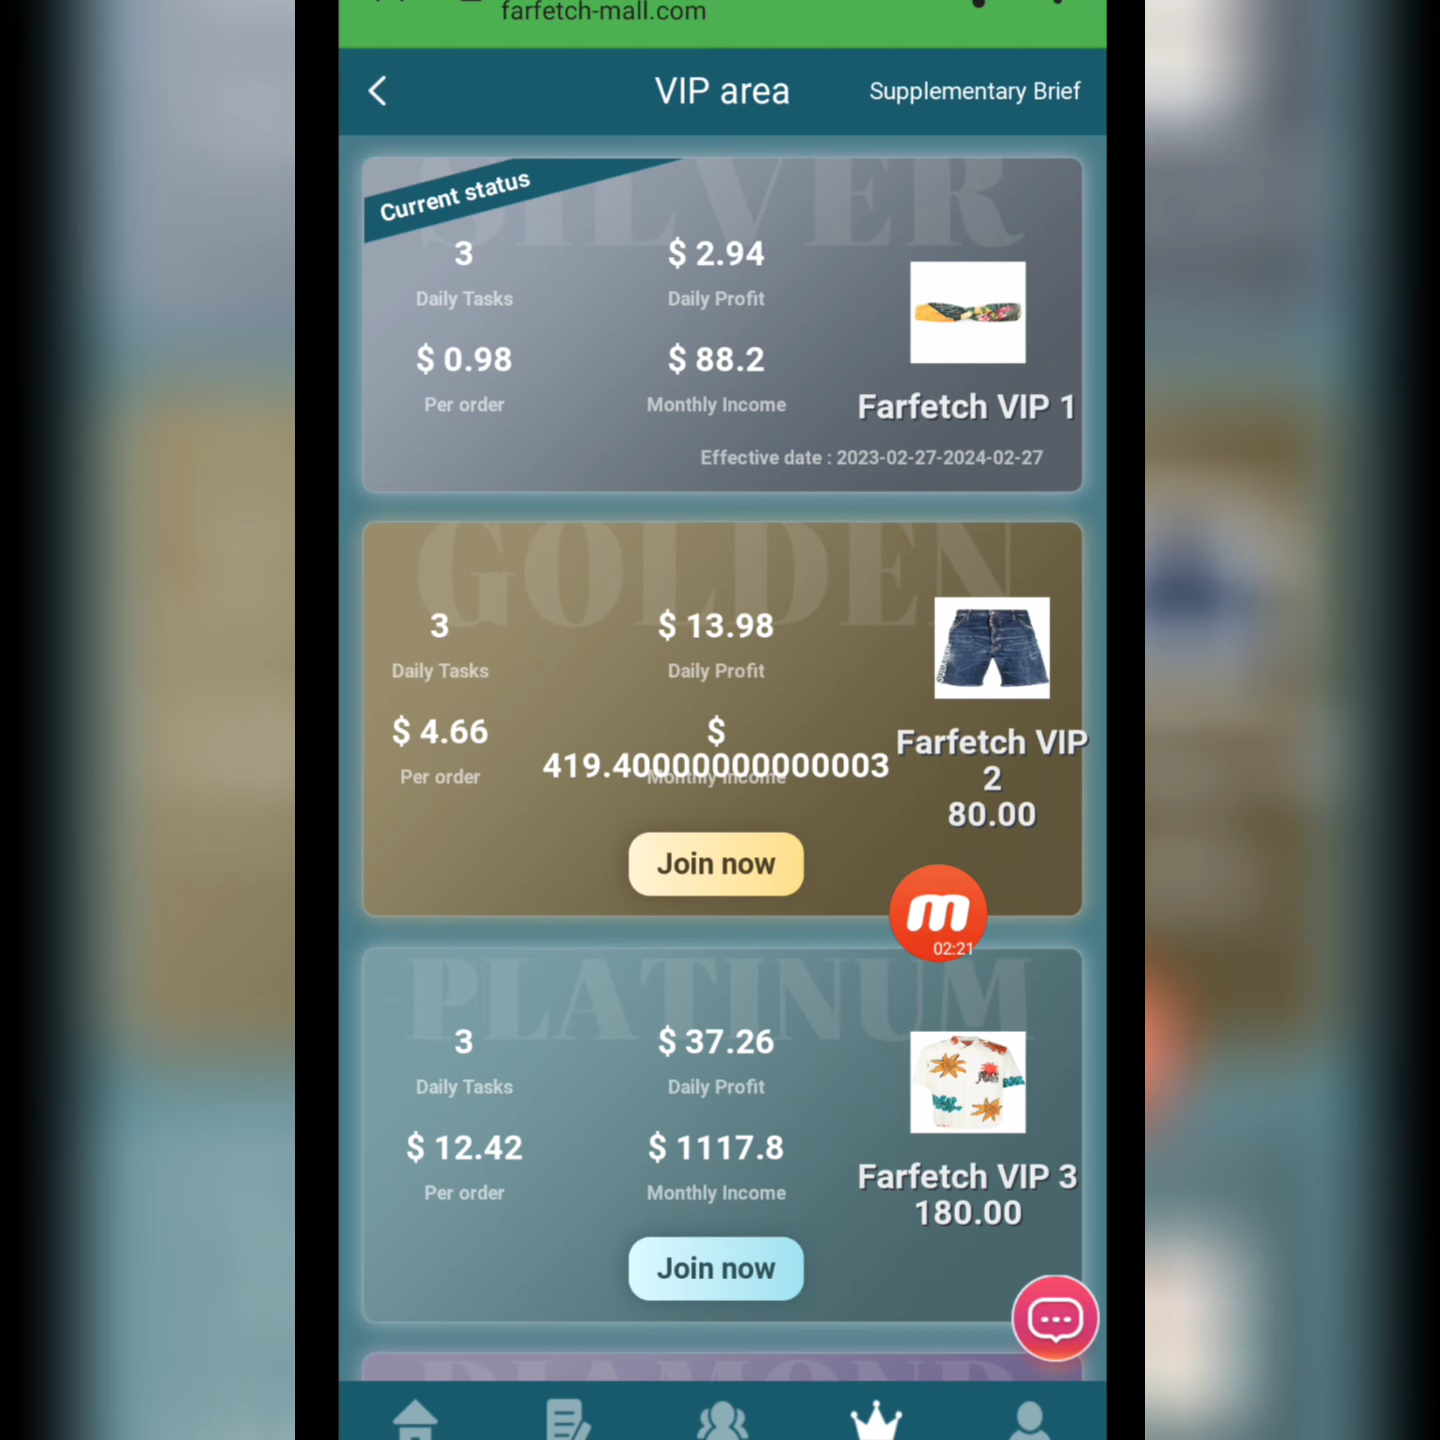 farfetch-mall.com
VIP area
Supplementary Brief
SILVER
Current status
3
$ 2.94
Daily Tasks
Daily Profit
$ 0.98
$ 88.2
Per order
Monthly Income
Farfetch VIP 1
Effective date : 2023-02-27-2024-02-27
GOLDEN
3
$ 13.98
Daily Tasks
Daily Profit
$ 4.66
$
419.40000000000003
Per order
Monthly Income
Farfetch VIP
2
80.00
Join now
m
02:21
PLATINUM
3
$ 37.26
Daily Tasks
Daily Profit
$ 12.42
$ 1117.8
Per order
Monthly Income
Farfetch VIP 3
180.00
Join now
DIAMOND